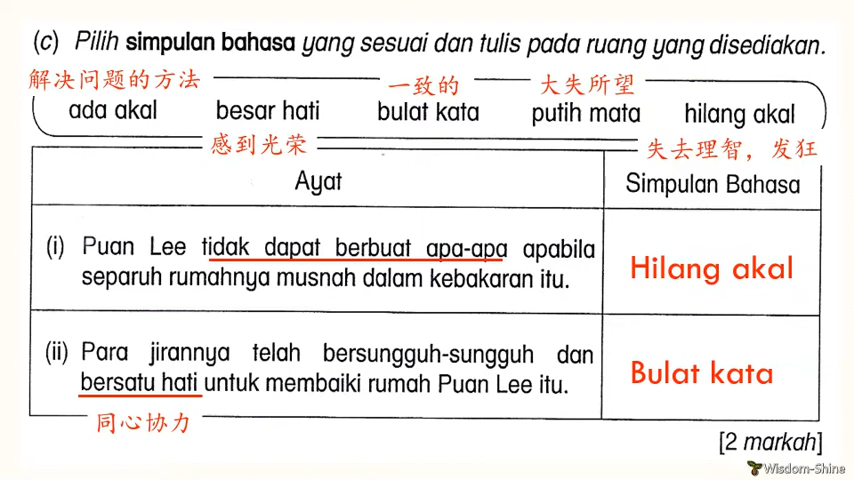 (c) Pilih simpulan bahasa yang sesuai dan tulis pada ruang yang disediakan.
解决问题的方法 一致的 大失所望
ada akal besar hati bulat kata putih mata hilang akal
感到光荣 失去理智，发狂
Ayat Simpulan Bahasa
(i) Puan Lee tidak dapat berbuat apa-apa apabila
separuh rumahnya musnah dalam kebakaran itu.
Hilang akal
(ii) Para jirannya telah bersungguh-sungguh dan
bersatu hati untuk membaiki rumah Puan Lee itu.
Bulat kata
同心协力
[2 markah]
Wisdom-Shine